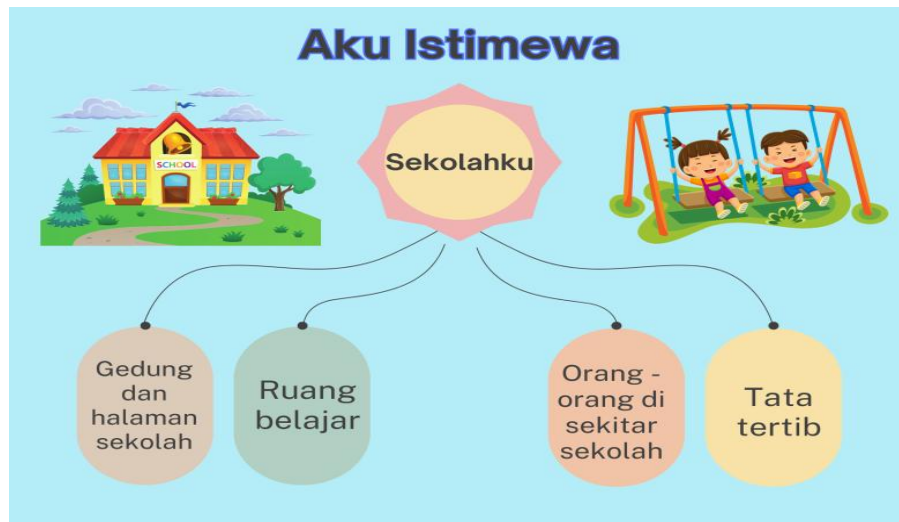 Aku Istimewa
SCHOOL
Sekolahku
Gedung
dan
halaman
sekolah
Ruang
belajar
Orang -
orang di
sekitar
sekolah
Tata
tertib